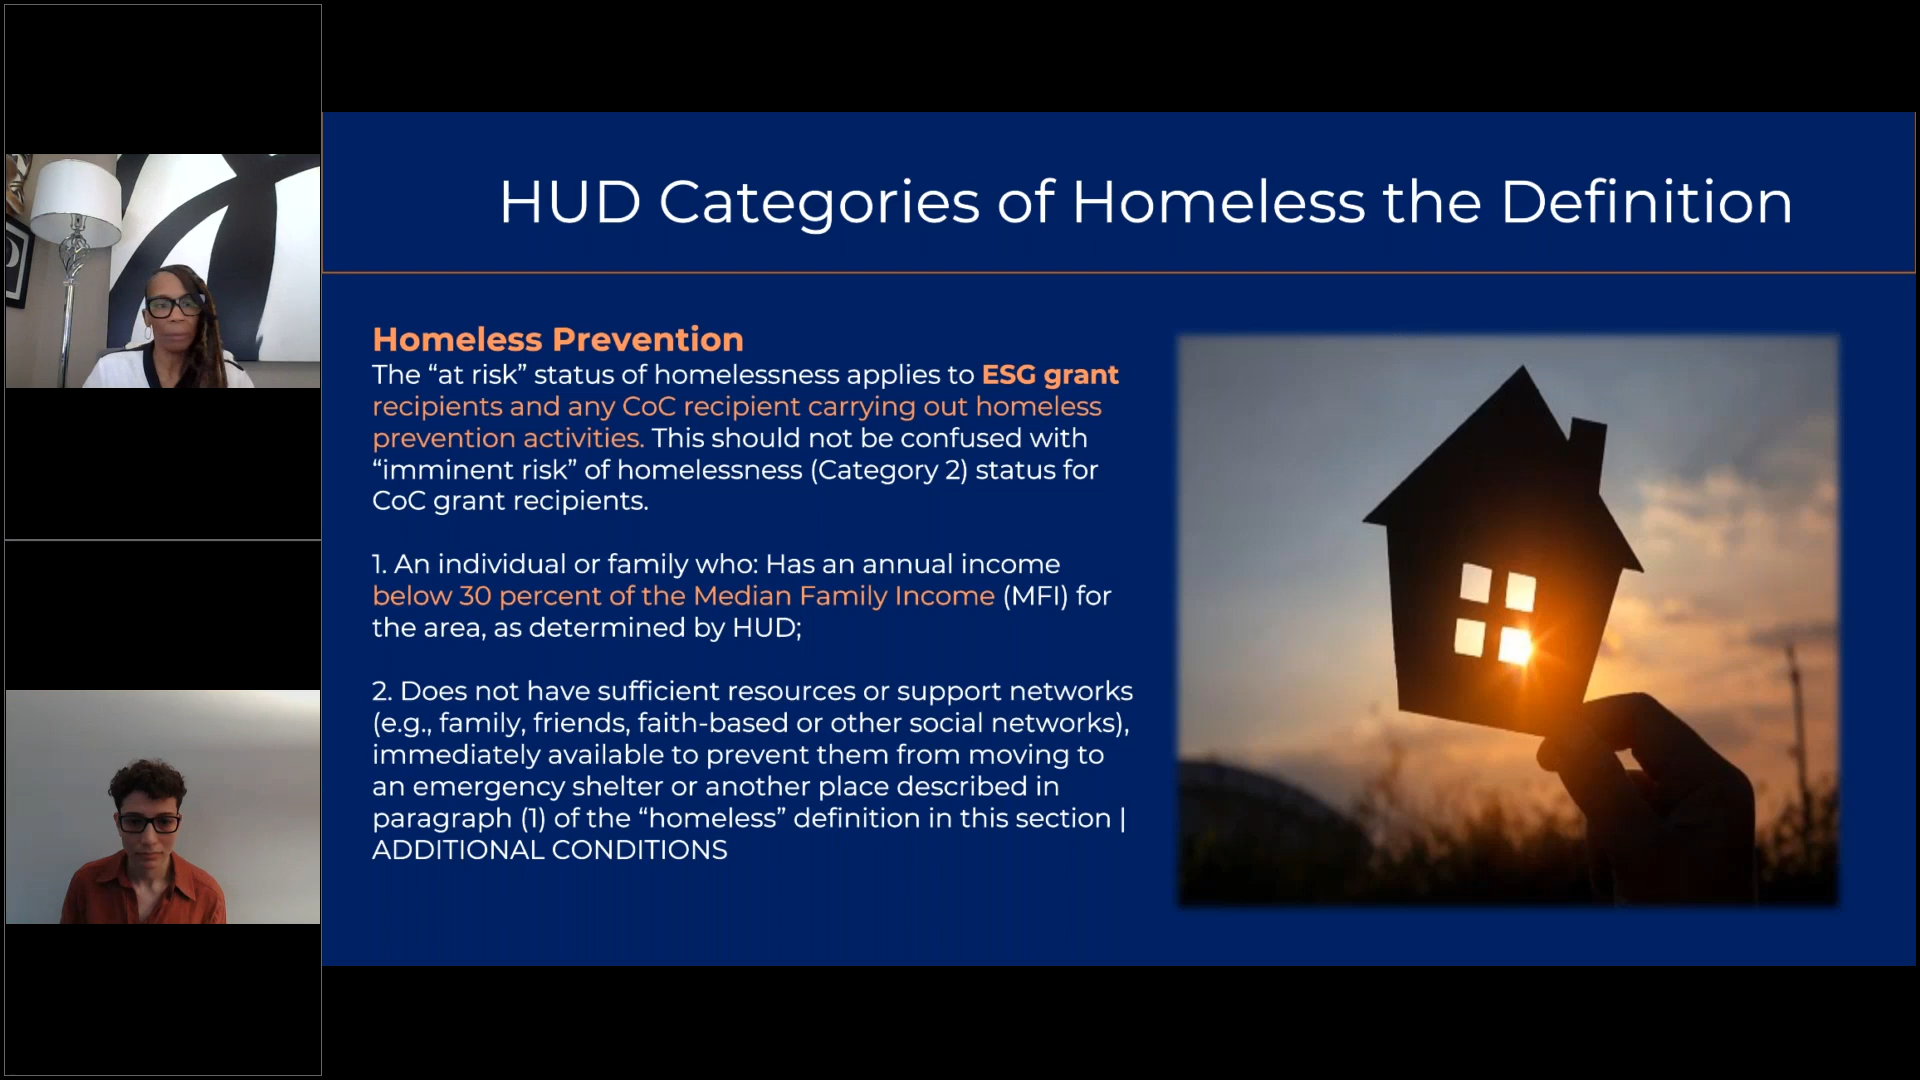 HUD Categories of Homeless the Definition
Homeless Prevention
The “at risk” status of homelessness applies to ESG grant
recipients and any CoC recipient carrying out homeless
prevention activities. This should not be confused with
“imminent risk” of homelessness (Category 2) status for
CoC grant recipients.
1. An individual or family who: Has an annual income
below 30 percent of the Median Family Income (MFI) for
the area, as determined by HUD;
2. Does not have sufficient resources or support networks
(e.g., family, friends, faith-based or other social networks),
immediately available to prevent them from moving to
an emergency shelter or another place described in
paragraph (1) of the “homeless” definition in this section |
ADDITIONAL CONDITIONS